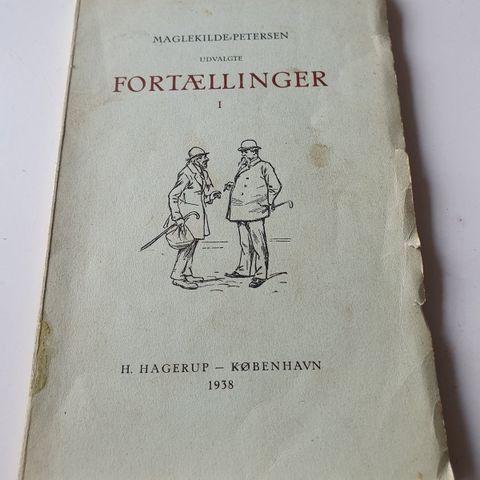 MAGLEKILDE-PETERSEN
UDVALGTE
FORTÆLLINGER
I
H. HAGERUP — KØBENHAVN
1938